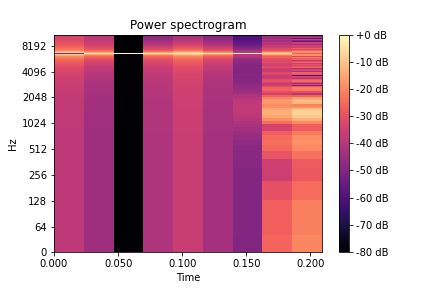 Power spectrogram
8192
4096
2048
1024
512
256
128
64
0
Hz
0.000 0.050 0.100 0.150 0.200
Time
+0 dB
-10 dB
-20 dB
-30 dB
-40 dB
-50 dB
-60 dB
-70 dB
-80 dB